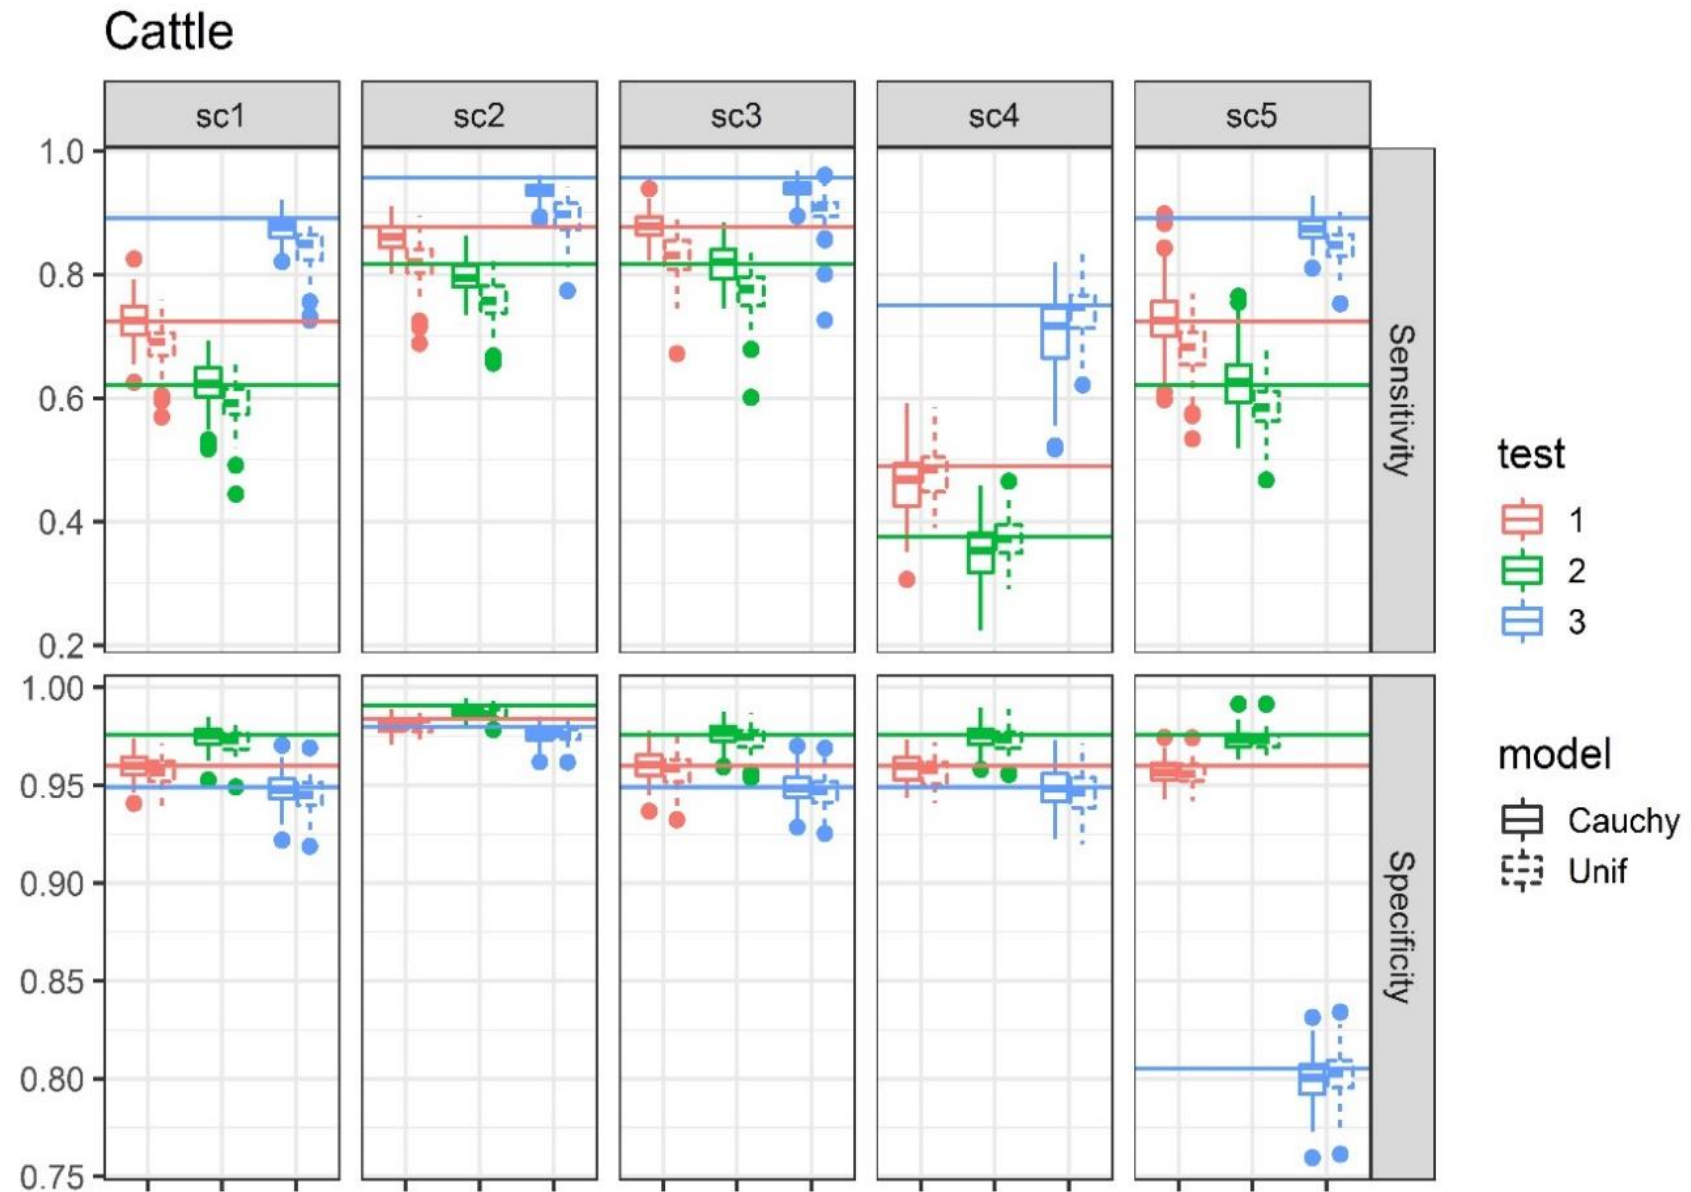 Cattle
sc1
sc2
sc3
sc4
sc5
1.0
0.8
0.6
0.4
0.2
Sensitivity
1.00
0.95
0.90
0.85
0.80
0.75
Specificity
test
1
2
3
model
Cauchy
Unif